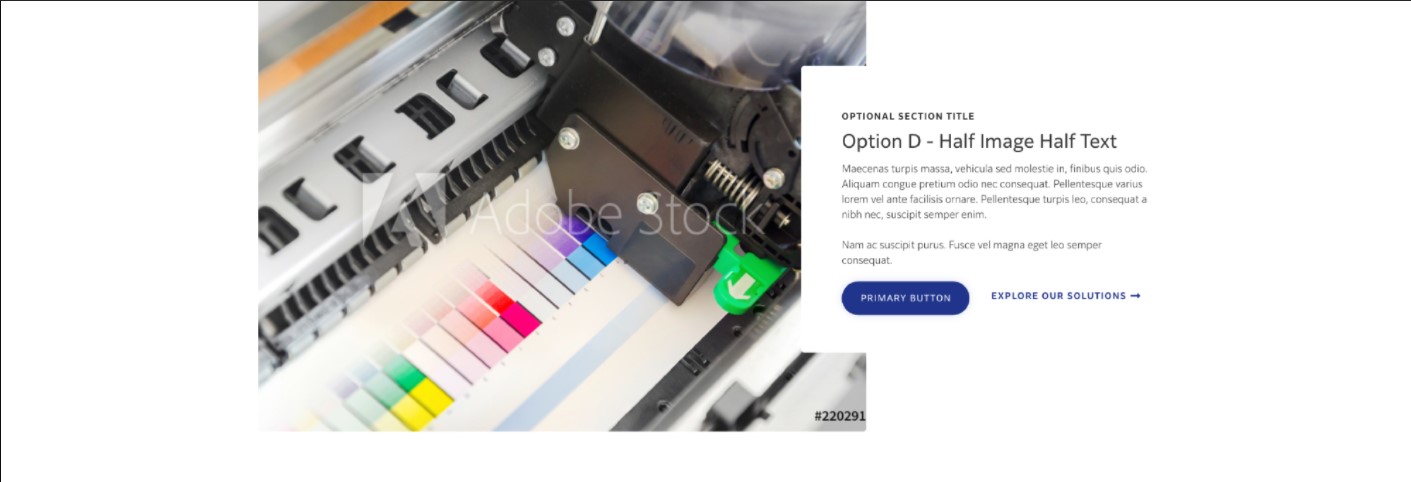 Adobe Stock
OPTIONAL SECTION TITLE
Option D - Half Image Half Text
Maecenas turpis massa, vehicula sed molestie in, finibus quis odio.
Aliquam congue pretium odio nec consequat. Pellentesque varius
lorem vel ante facilisis ornare. Pellentesque turpis leo, consequat a
nibh nec, suscipit semper enim.
Nam ac suscipit purus. Fusce vel magna eget leo semper
consequat.
PRIMARY BUTTON
EXPLORE OUR SOLUTIONS →
#220291